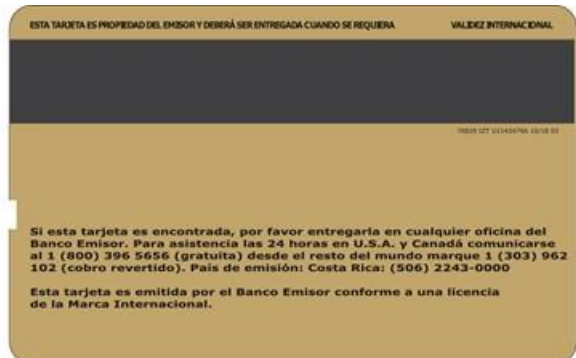 ESTA TARJETA ES PROPIEDAD DEL EMISOR Y DEBERÁ SER ENTREGADA CUANDO SE REQUIERA VALIDEZ INTERNACIONAL
Si esta tarjeta es encontrada, por favor entregarla en cualquier oficina del
Banco Emisor. Para asistencia las 24 horas en U.S.A. y Canadá comunicarse
al 1 (800) 396 5656 (gratuita) desde el resto del mundo marque 1 (303) 962
102 (cobro revertido). País de emisión: Costa Rica: (506) 2243-0000
Esta tarjeta es emitida por el Banco Emisor conforme a una licencia
de la Marca Internacional.